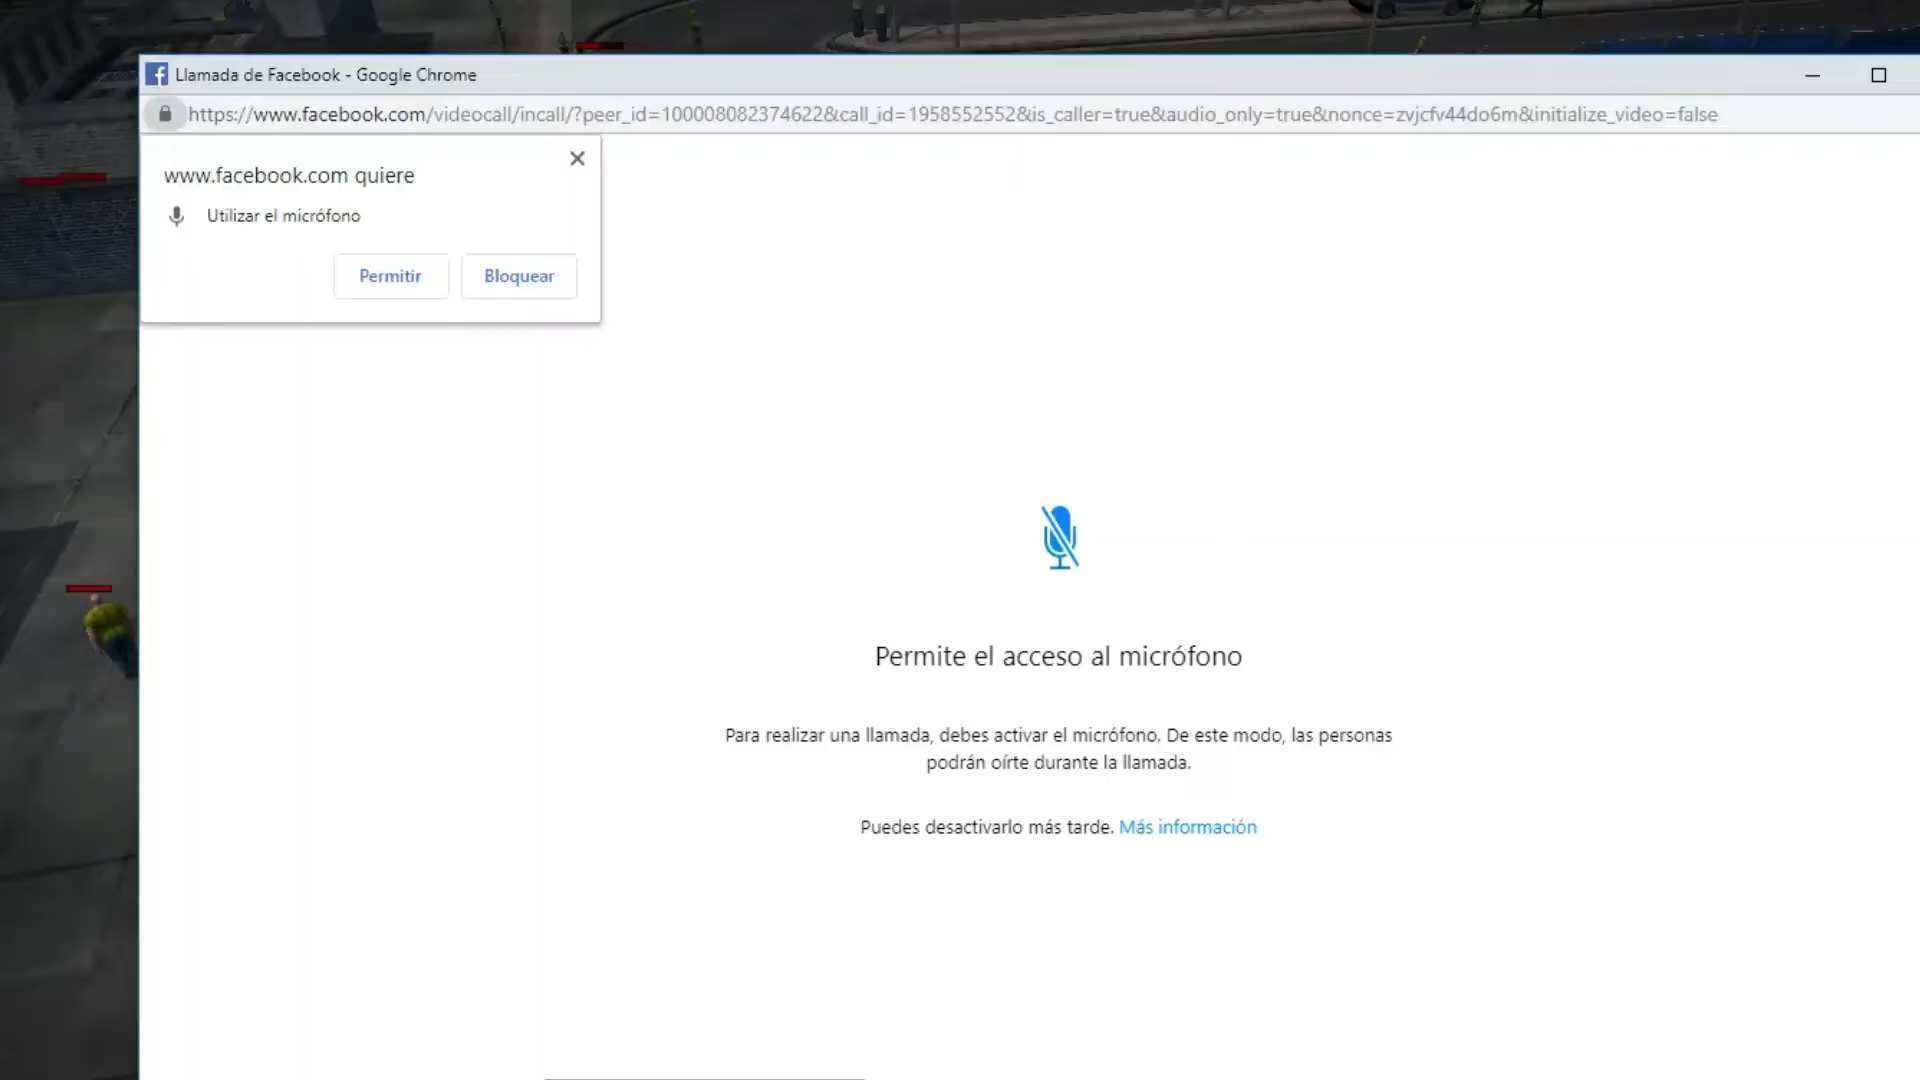 Llamada de Facebook - Google Chrome
https://www.facebook.com/videocall/incall/?peer_id=100008082374622&call_id=1958552552&is_caller=true&audio_only=true&nonce=zvjcfv44do6m&initialize_video=false
www.facebook.com quiere
Utilizar el micrófono
Permitir Bloquear
Permite el acceso al micrófono
Para realizar una llamada, debes activar el micrófono. De este modo, las personas
podrán oírte durante la llamada.
Puedes desactivarlo más tarde. Más información